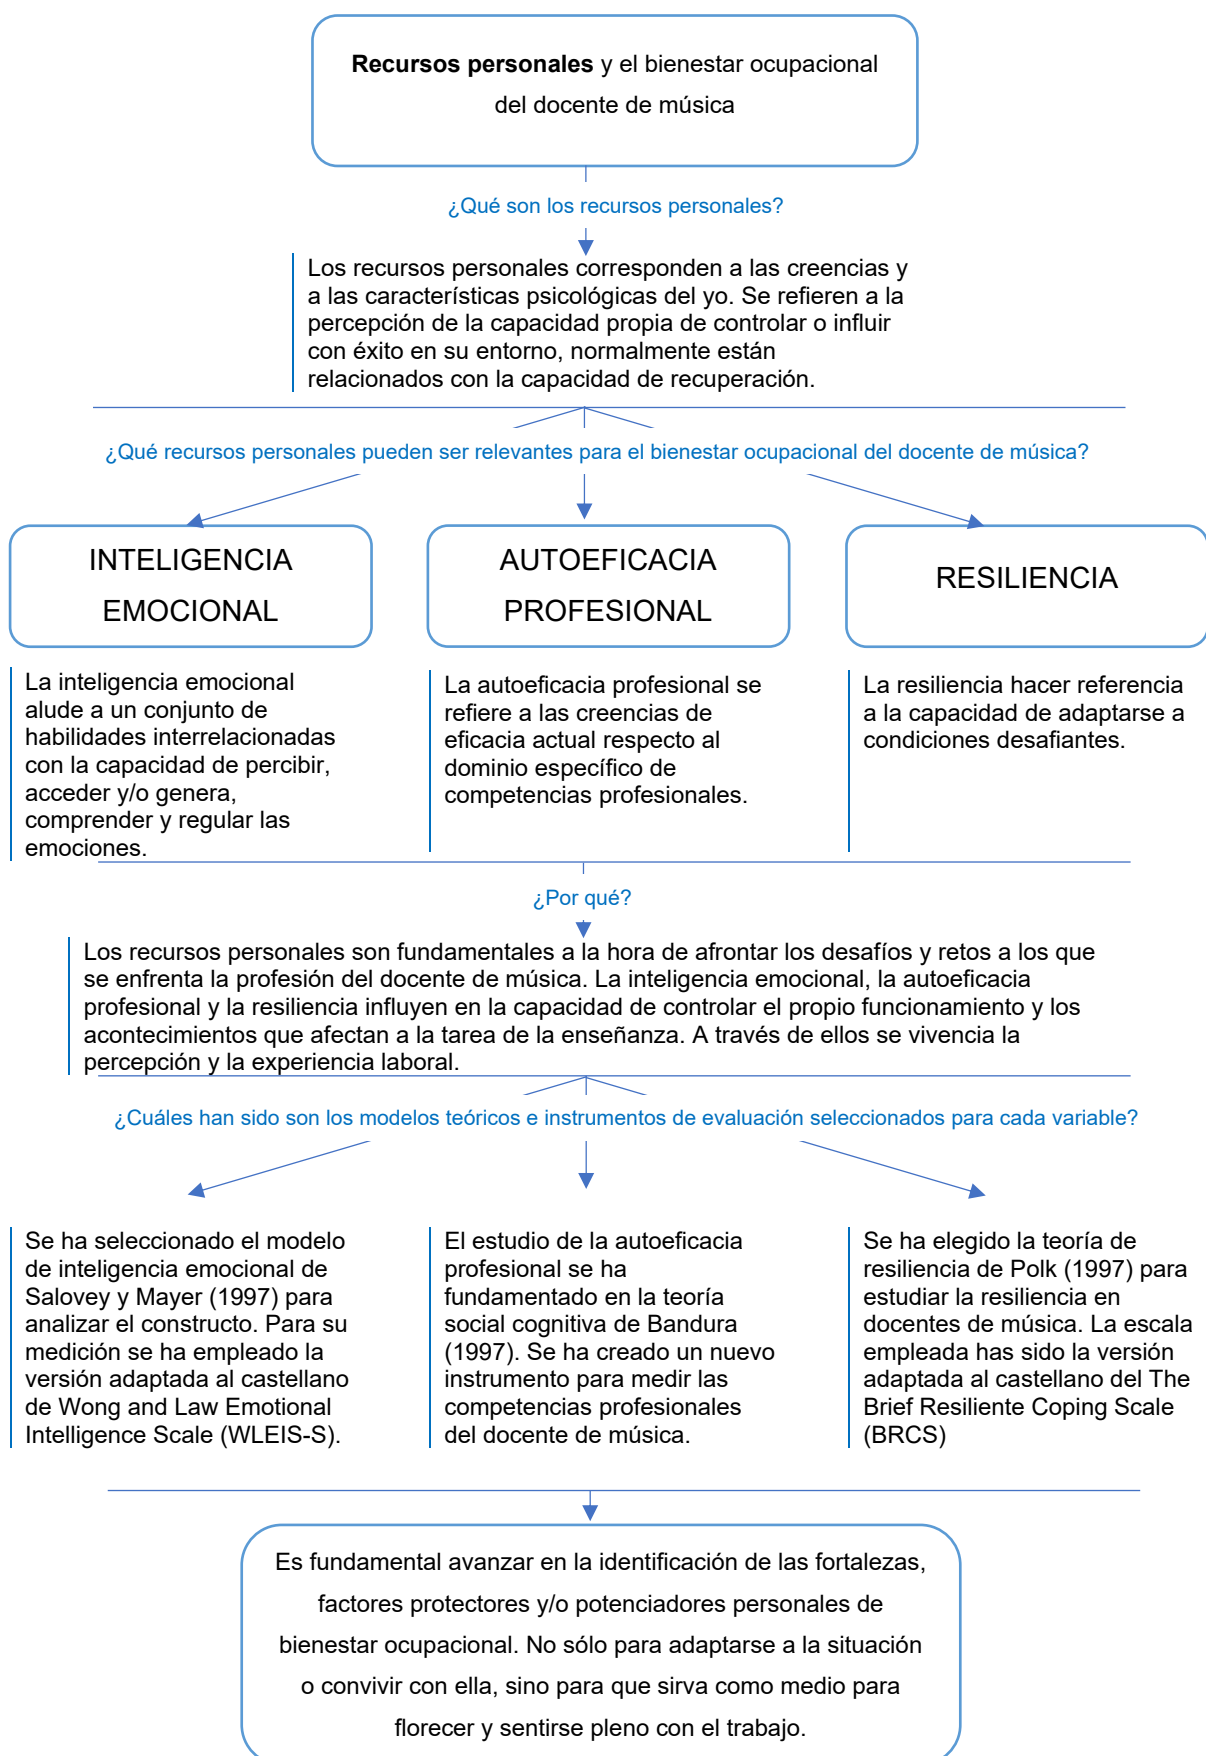 Recursos personales y el bienestar ocupacional
del docente de música
¿Qué son los recursos personales?
Los recursos personales corresponden a las creencias y
a las características psicológicas del yo. Se refieren a la
percepción de la capacidad propia de controlar o influir
con éxito en su entorno, normalmente están
relacionados con la capacidad de recuperación.
¿Qué recursos personales pueden ser relevantes para el bienestar ocupacional del docente de música?
INTELIGENCIA
EMOCIONAL
AUTOEFICACIA
PROFESIONAL
RESILIENCIA
La inteligencia emocional
alude a un conjunto de
habilidades interrelacionadas
con la capacidad de percibir,
acceder y/o genera,
comprender y regular las
emociones.
La autoeficacia profesional se
refiere a las creencias de
eficacia actual respecto al
dominio específico de
competencias profesionales.
La resiliencia hacer referencia
a la capacidad de adaptarse a
condiciones desafiantes.
¿Por qué?
Los recursos personales son fundamentales a la hora de afrontar los desafíos y retos a los que
se enfrenta la profesión del docente de música. La inteligencia emocional, la autoeficacia
profesional y la resiliencia influyen en la capacidad de controlar el propio funcionamiento y los
acontecimientos que afectan a la tarea de la enseñanza. A través de ellos se vivencia la
percepción y la experiencia laboral.
¿Cuáles han sido son los modelos teóricos e instrumentos de evaluación seleccionados para cada variable?
Se ha seleccionado el modelo
de inteligencia emocional de
Salovey y Mayer (1997) para
analizar el constructo. Para su
medición se ha empleado la
versión adaptada al castellano
de Wong and Law Emotional
Intelligence Scale (WLEIS-S).
El estudio de la autoeficacia
profesional se ha
fundamentado en la teoría
social cognitiva de Bandura
(1997). Se ha creado un nuevo
instrumento para medir las
competencias profesionales
del docente de música.
Se ha elegido la teoría de
resiliencia de Polk (1997) para
estudiar la resiliencia en
docentes de música. La escala
empleada has sido la versión
adaptada al castellano del The
Brief Resiliente Coping Scale
(BRCS)
Es fundamental avanzar en la identificación de las fortalezas,
factores protectores y/o potenciadores personales de
bienestar ocupacional. No sólo para adaptarse a la situación
o convivir con ella, sino para que sirva como medio para
florecer y sentirse pleno con el trabajo.